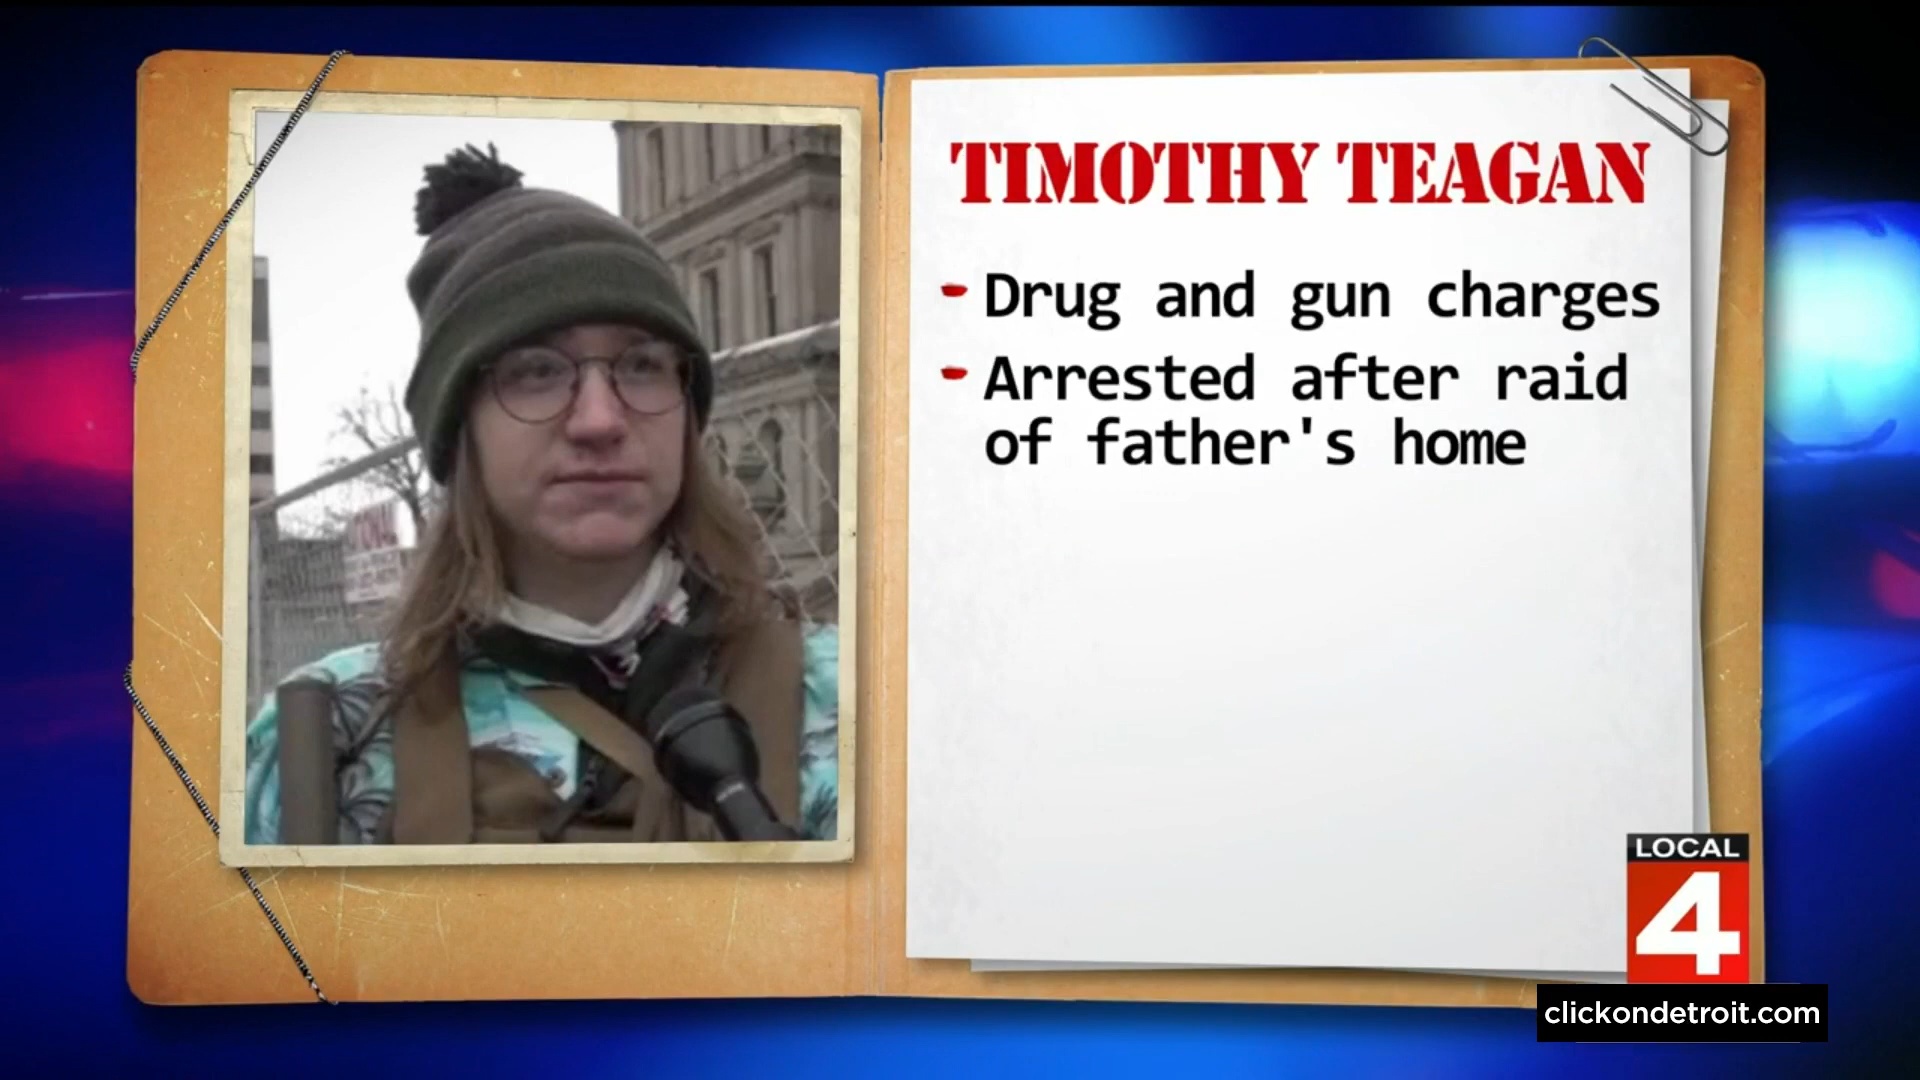 TIMOTHY TEAGAN
- Drug and gun charges
- Arrested after raid
of father's home
LOCAL
4
clickondetroit.com